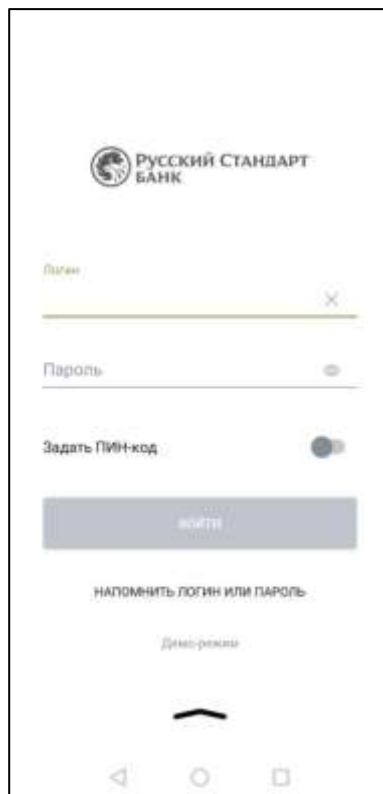 Русский Стандарт
БАНК
Логин
Пароль
Задать ПИН-код
ВОЙТИ
НАПОМНИТЬ ЛОГИН ИЛИ ПАРОЛЬ
Демо-режим